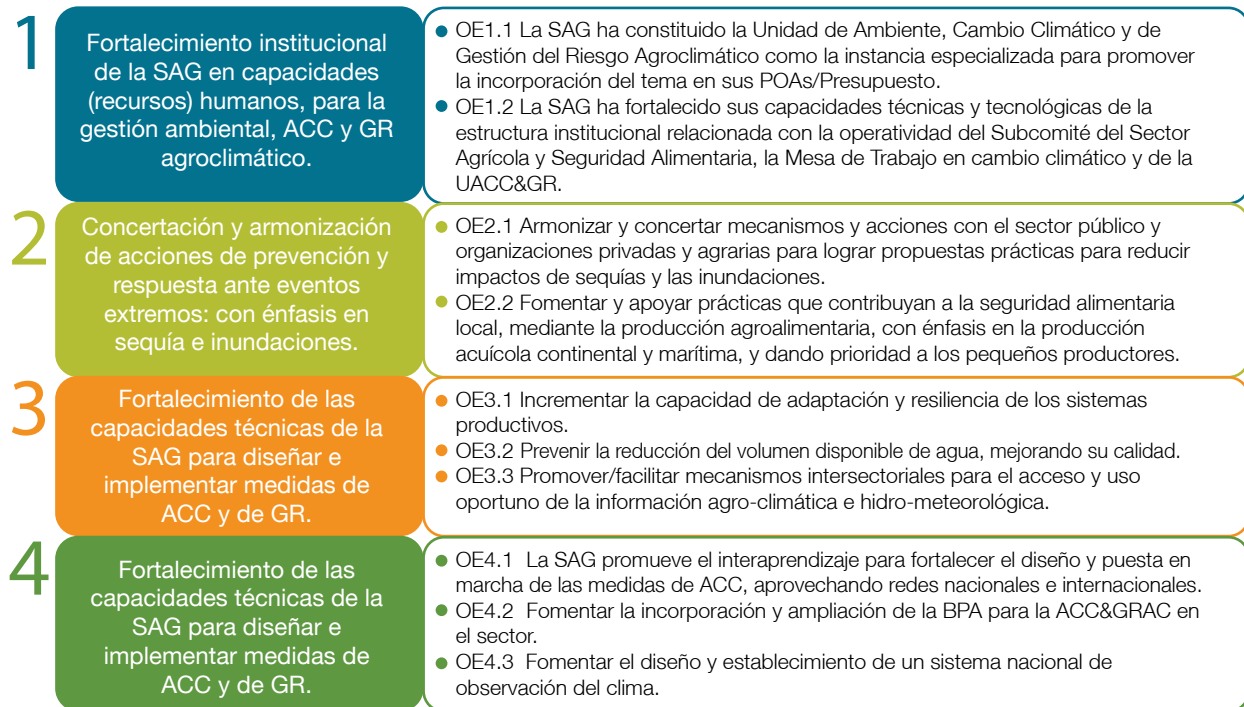 1
Fortalecimiento institucional
de la SAG en capacidades
(recursos) humanos, para la
gestión ambiental, ACC y GR
agroclimático.
OE1.1 La SAG ha constituido la Unidad de Ambiente, Cambio Climático y de
Gestión del Riesgo Agroclimático como la instancia especializada para promover
la incorporación del tema en sus POAs/Presupuesto.
OE1.2 La SAG ha fortalecido sus capacidades técnicas y tecnológicas de la
estructura institucional relacionada con la operatividad del Subcomité del Sector
Agrícola y Seguridad Alimentaria, la Mesa de Trabajo en cambio climático y de la
UACC&GR.
2
Concertación y armonización
de acciones de prevención y
respuesta ante eventos
extremos: con énfasis en
sequía e inundaciones.
OE2.1 Armonizar y concertar mecanismos y acciones con el sector público y
organizaciones privadas y agrarias para lograr propuestas prácticas para reducir
impactos de sequías y las inundaciones.
OE2.2 Fomentar y apoyar prácticas que contribuyan a la seguridad alimentaria
local, mediante la producción agroalimentaria, con énfasis en la producción
acuícola continental y marítima, y dando prioridad a los pequeños productores.
3
Fortalecimiento de las
capacidades técnicas de la
SAG para diseñar e
implementar medidas de
ACC y de GR.
OE3.1 Incrementar la capacidad de adaptación y resiliencia de los sistemas
productivos.
OE3.2 Prevenir la reducción del volumen disponible de agua, mejorando su calidad.
OE3.3 Promover/facilitar mecanismos intersectoriales para el acceso y uso
oportuno de la información agro-climática e hidro-meteorológica.
4
Fortalecimiento de las
capacidades técnicas de la
SAG para diseñar e
implementar medidas de
ACC y de GR.
OE4.1 La SAG promueve el interaprendizaje para fortalecer el diseño y puesta en
marcha de las medidas de ACC, aprovechando redes nacionales e internacionales.
OE4.2 Fomentar la incorporación y ampliación de la BPA para la ACC&GRAC en
el sector.
OE4.3 Fomentar el diseño y establecimiento de un sistema nacional de
observación del clima.